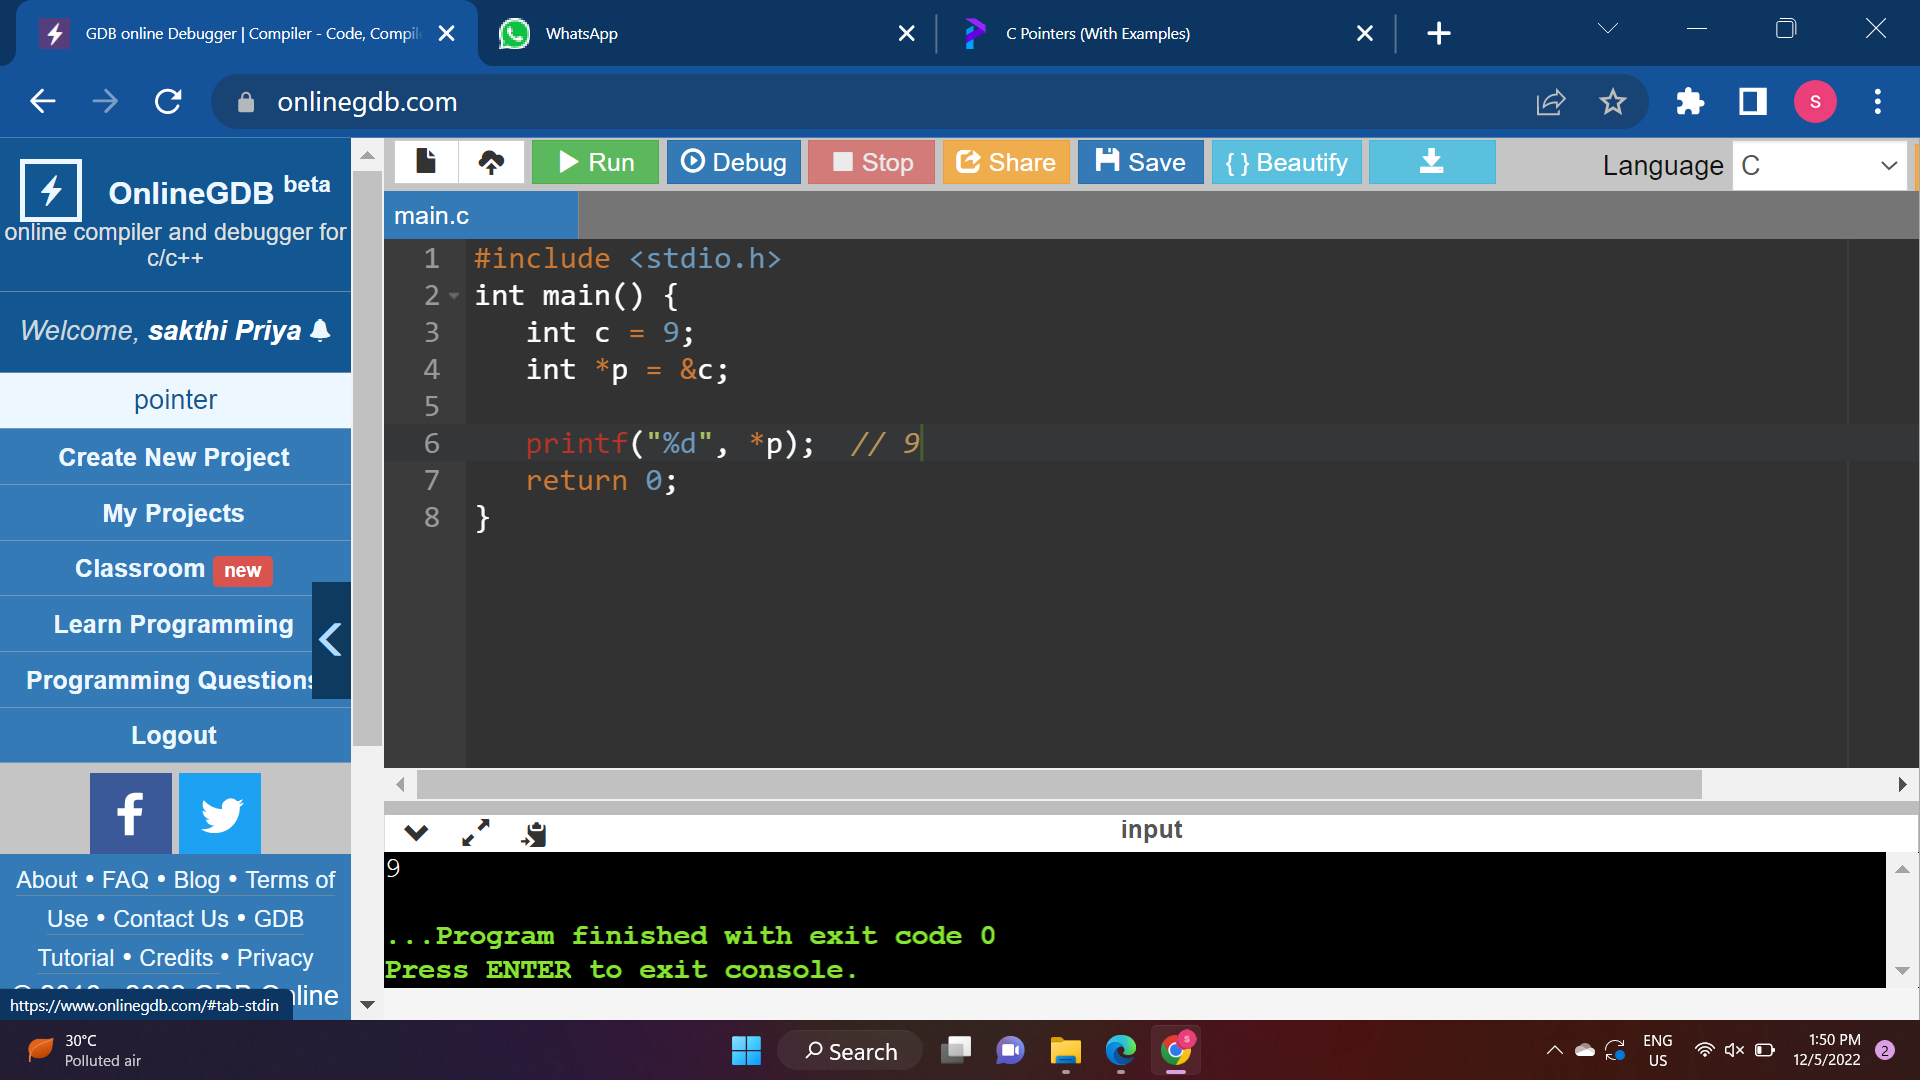 GDB online Debugger | Compiler - Code, Compil
WhatsApp
C Pointers (With Examples)
onlinegdb.com
S
OnlineGDB beta
online compiler and debugger for
c/c++
Welcome, sakthi Priya
pointer
Create New Project
My Projects
Classroom new
Learn Programming
Programming Questions
Logout
About • FAQ • Blog • Terms of
Use • Contact Us • GDB
Tutorial • Credits • Privacy
https://www.onlinegdb.com/#tab-stdin
Run
Debug
Stop
Share
Save
{ } Beautify
Language C
main.c
1 #include <stdio.h>
2 int main() {
3 int c = 9;
4 int *p = &c;
5
6 printf("%d", *p); // 9
7 return 0;
8 }
input
9
...Program finished with exit code 0
Press ENTER to exit console.
30°C
Polluted air
Search
ENG
US
1:50 PM
12/5/2022
2